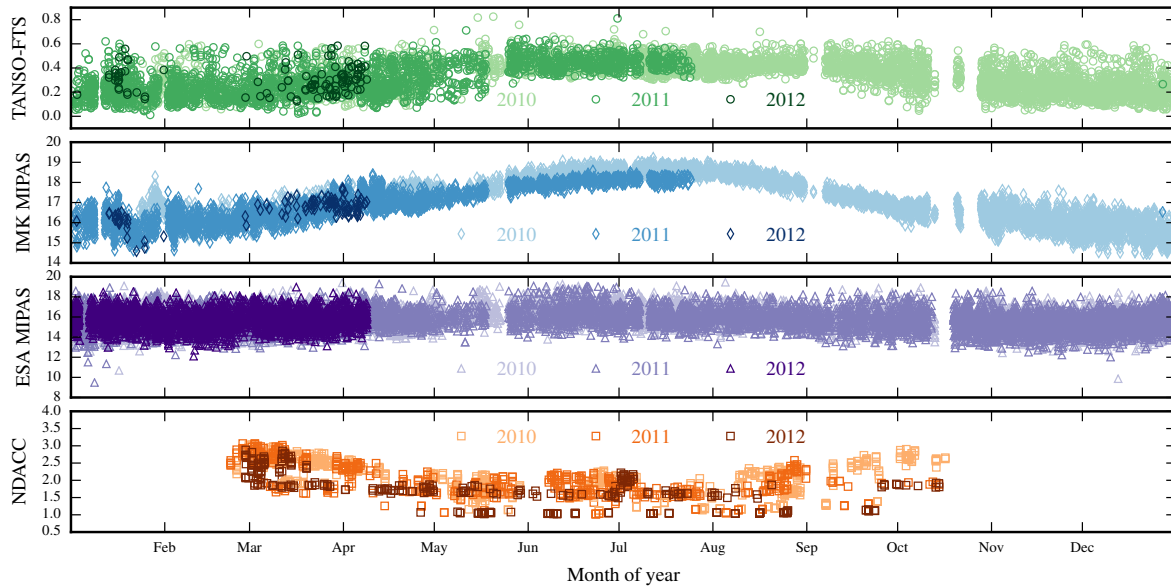 TANSO-FTS
0.8
0.6
0.4
0.2
0.0
2010 2011 2012
IMK MIPAS
20
19
18
17
16
15
14
2010 2011 2012
ESA MIPAS
20
18
16
14
12
10
8
2010 2011 2012
NDACC
4.0
3.5
3.0
2.5
2.0
1.5
1.0
0.5
2010 2011 2012
Feb Mar Apr May Jun Jul Aug Sep Oct Nov Dec
Month of year